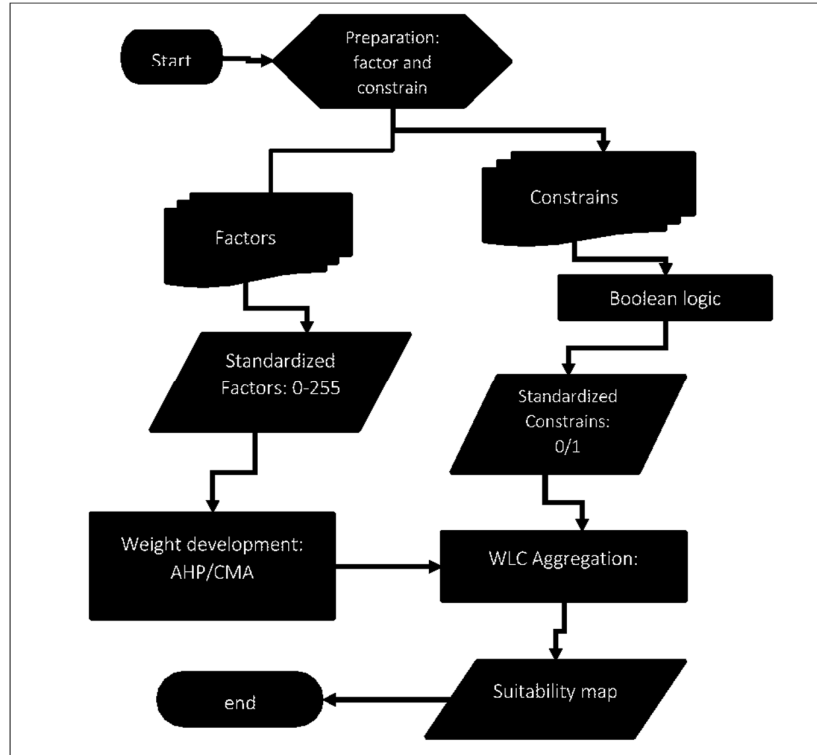 Start
Preparation:
factor and
constrain
Factors
Constrains
Boolean logic
Standardized
Factors: 0-255
Standardized
Constrains:
0/1
Weight development:
AHP/CMA
WLC Aggregation:
Suitability map
end